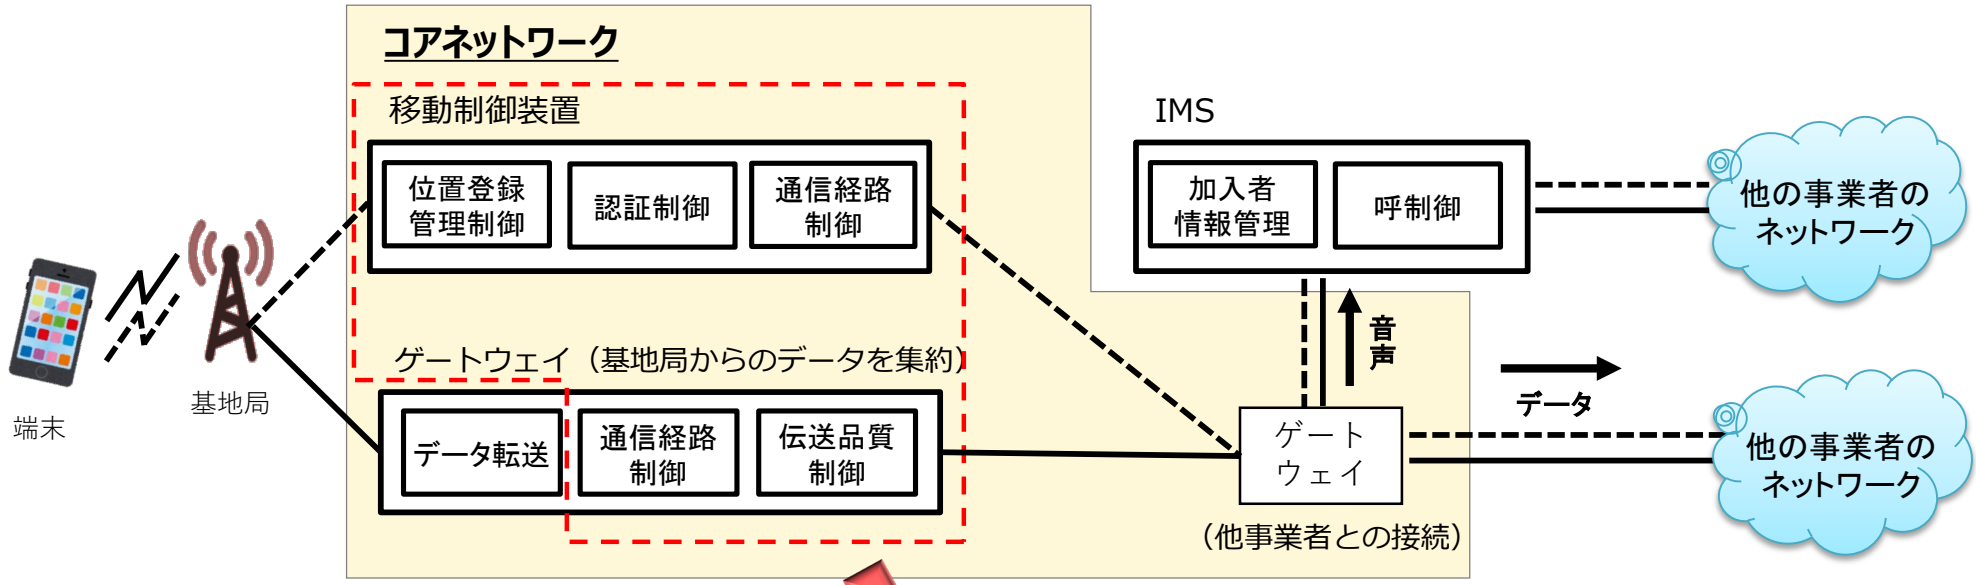 コアネットワーク
移動制御装置
位置登録
管理制御
認証制御
通信経路
制御
IMS
加入者
情報管理
呼制御
他の事業者の
ネットワーク
端末
基地局
ゲートウェイ（基地局からのデータを集約）
データ転送
通信経路
制御
伝送品質
制御
音声
データ
ゲート
ウェイ
（他事業者との接続）
他の事業者の
ネットワーク